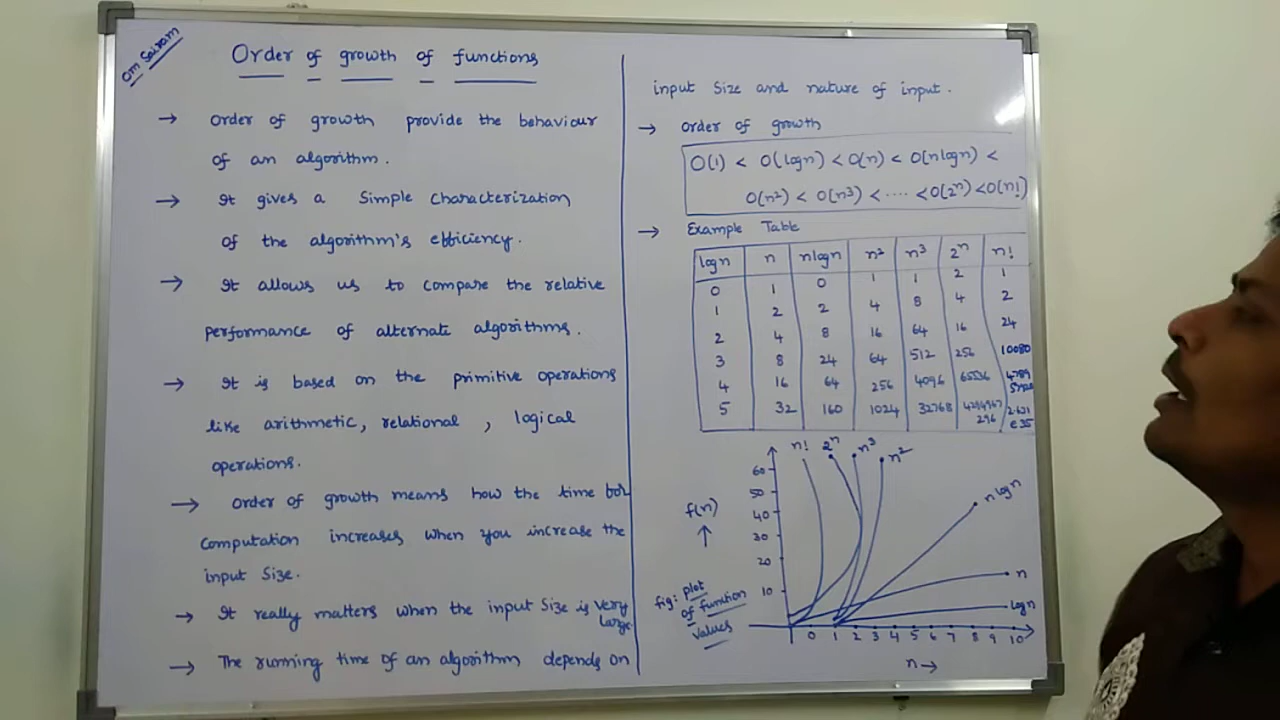 Om Sairam
Order of growth of functions
→ Order of growth provide the behaviour
of an algorithm.
→ It gives a Simple characterization
of the algorithm's efficiency.
→ It allows us to compare the relative
performance of alternate algorithms.
→ It is based on the primitive operations
like arithmetic, relational, logical
operations.
→ Order of growth means how the time for
computation increases when you increase the
input size.
→ It really matters when the input size is very
large
→ The running time of an algorithm depends on
input size and nature of input.
→ Order of growth
O(1) < O(logn) < O(n) < O(nlogn) <
O(n²) < O(n³) < ..... < O(2ⁿ) < O(n!)
→ Example Table
logn n nlogn n² n³ 2ⁿ n!
0 1 0 1 1 2 1
1 2 2 4 8 4 2
2 4 8 16 64 16 24
3 8 24 64 512 256 10080
4 16 64 256 4096 65536
5 32 160 1024 32768 4294967
296 2.631
e35
n! 2ⁿ n³ n²
60
50
40
30
20
10
f(n)
↑
n logn
n
logn
fig: plot
of function
values
0 1 2 3 4 5 6 7 8 9 10
n →